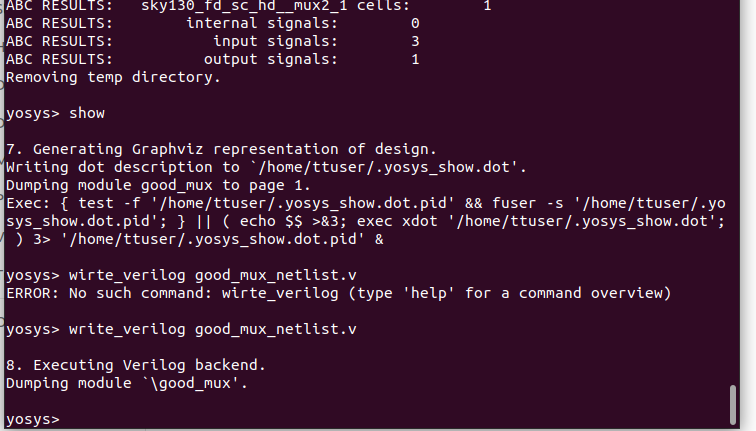 ABC RESULTS:   sky130_fd_sc_hd__mux2_1 cells:        1
ABC RESULTS:        internal signals:        0
ABC RESULTS:           input signals:        3
ABC RESULTS:          output signals:        1
Removing temp directory.
yosys> show
7. Generating Graphviz representation of design.
Writing dot description to `/home/ttuser/.yosys_show.dot'.
Dumping module good_mux to page 1.
Exec: { test -f '/home/ttuser/.yosys_show.dot.pid' && fuser -s '/home/ttuser/.yo
sys_show.dot.pid'; } || ( echo $$ >&3; exec xdot '/home/ttuser/.yosys_show.dot';
 ) 3> '/home/ttuser/.yosys_show.dot.pid' &
yosys> wirte_verilog good_mux_netlist.v
ERROR: No such command: wirte_verilog (type 'help' for a command overview)
yosys> write_verilog good_mux_netlist.v
8. Executing Verilog backend.
Dumping module `\good_mux'.
yosys>